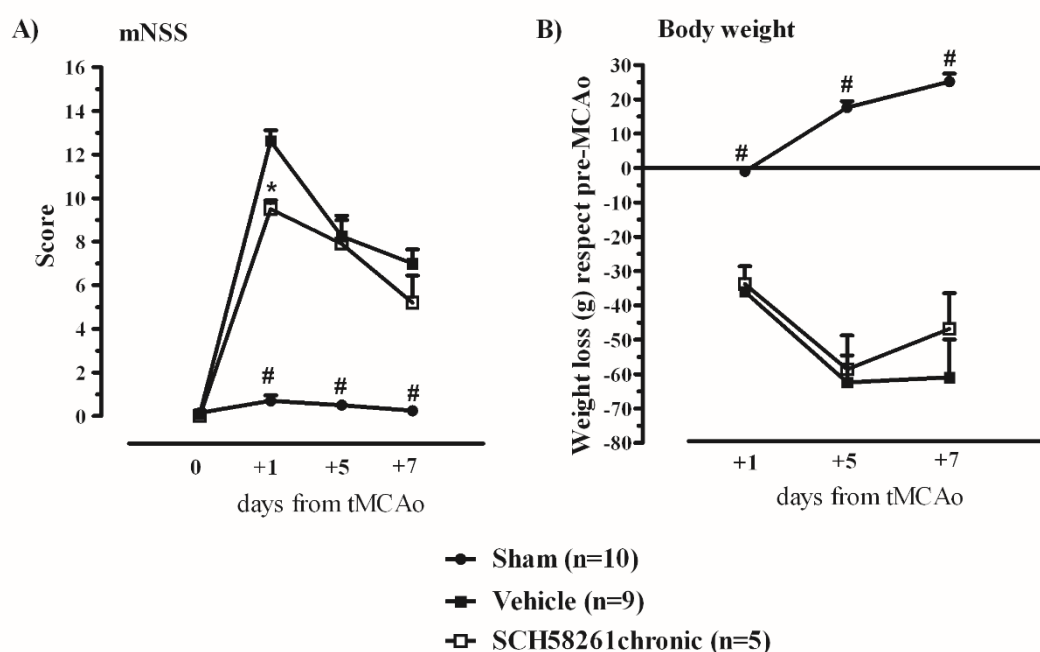 A) mNSS
Score
16
14
12
10
8
6
4
2
0
*
# # #
0 +1 +5 +7
days from tMCAo
B) Body weight
Weight loss (g) respect pre-MCAo
30
20
10
0
-10
-20
-30
-40
-50
-60
-70
-80
# # #
+1 +5 +7
days from tMCAo
Sham (n=10)
Vehicle (n=9)
SCH58261chronic (n=5)